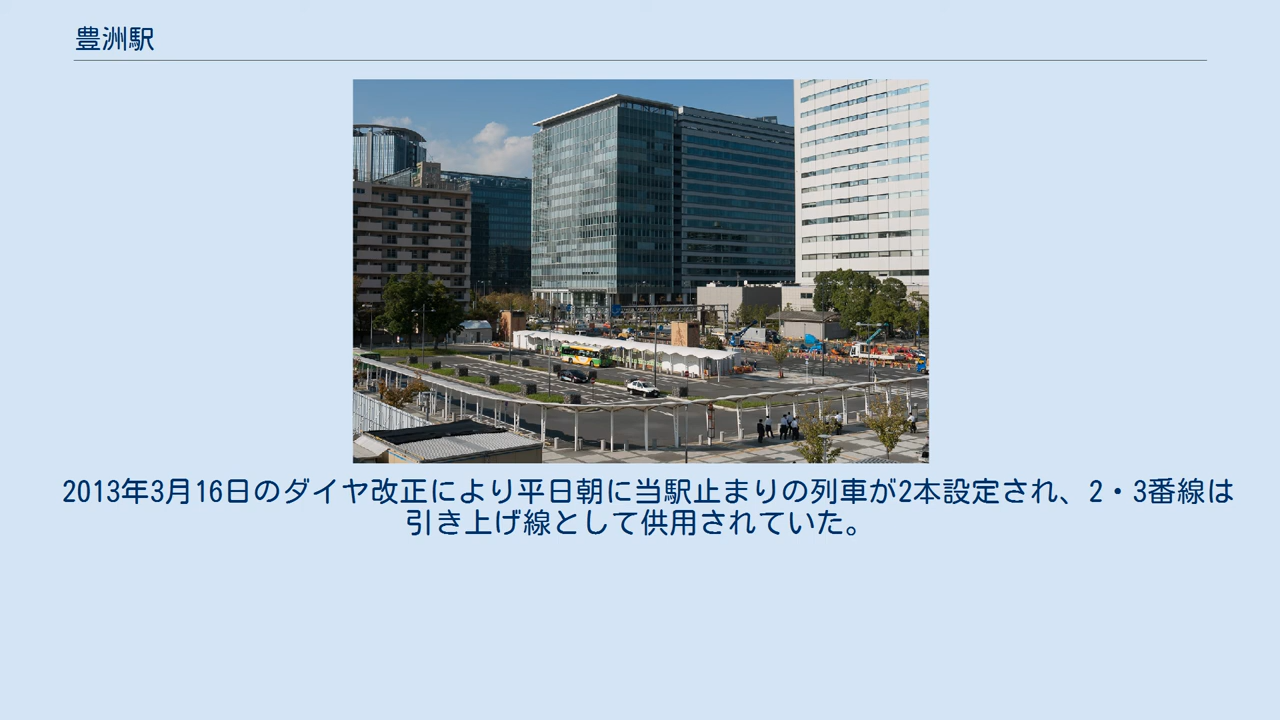 豊洲駅
2013年3月16日のダイヤ改正により平日朝に当駅止まりの列車が2本設定され、2・3番線は
引き上げ線として供用されていた。